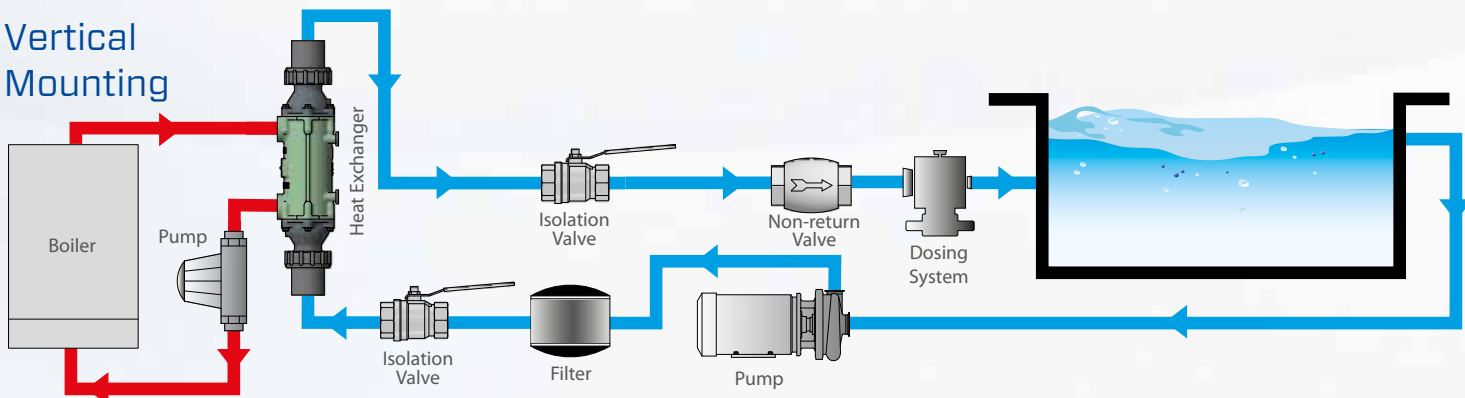 Vertical
Mounting
Heat Exchanger
Boiler
Pump
Isolation
Valve
Non-return
Valve
Dosing
System
Isolation
Valve
Filter
Pump